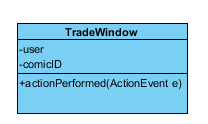 TradeWindow
-user
-comicID
+actionPerformed(ActionEvent e)